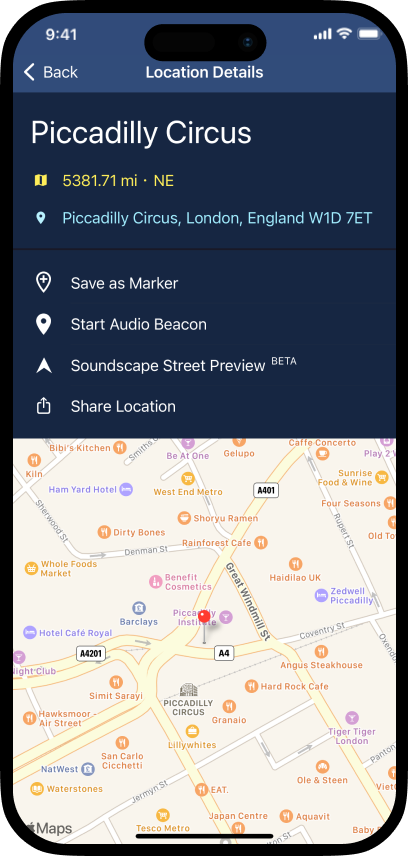 9:41
Back
Location Details
Piccadilly Circus
5381.71 mi · NE
Piccadilly Circus, London, England W1D 7ET
Save as Marker
Start Audio Beacon
Soundscape Street Preview BETA
Share Location
Bibi's Kitchen
Smiths
Be At One
Gelupo
Caffe Concerto
Kiln
Play 2
Ham Yard Hotel
West End Metro
A401
Sunrise
Food & Wine
Four Seasons
Sherwood St
Shoryu Ramen
Rupert St
Dirty Bones
Rainforest Cafe
Old To
Denman St
Whole Foods
Market
Benefit
Cosmetics
Great Windmill St
Haidilao UK
Zedwell
Piccadilly
Barclays
Piccadilly
Institute
Hotel Café Royal
Coventry St
Oxend
A4201
A4
ight Club
Angus Steakhouse
Simit Sarayi
Hard Rock Cafe
PICCADILLY
CIRCUS
Hawksmoor -
Air Street
Granaio
Tiger Tiger
London
Lillywhites
San Carlo
Cicchetti
Panton
NatWest
Ole & Steen
Viet
Waterstones
Jermyn St
EAT.
Japan Centre
Aquavit
Baby
Tesco Metro
Maps